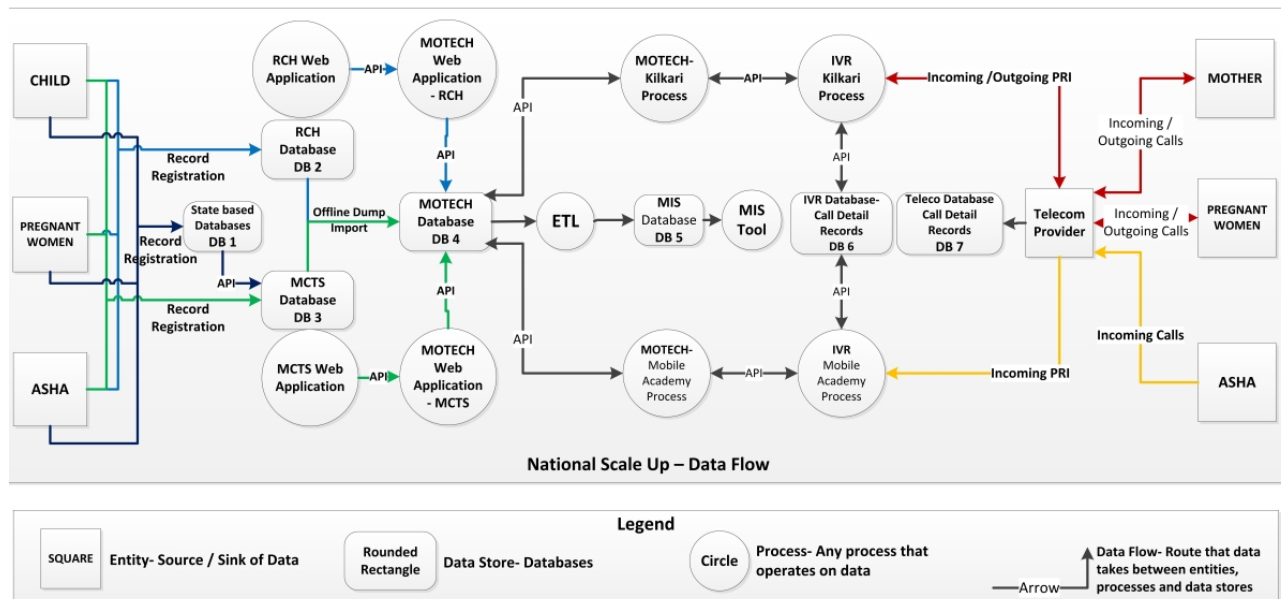 CHILD
PREGNANT
WOMEN
ASHA
Record
Registration
Record
Registration
Record
Registration
State based
Databases
DB 1
API
RCH Web
Application
API
MOTECH
Web
Application
- RCH
API
RCH
Database
DB 2
Offline Dump
Import
MCTS
Database
DB 3
MCTS Web
Application
API
MOTECH
Web
Application
- MCTS
API
MOTECH
Database
DB 4
API
API
ETL
MIS
Database
DB 5
MIS
Tool
MOTECH-
Kilkari
Process
API
IVR
Kilkari
Process
API
IVR Database-
Call Detail
Records
DB 6
API
MOTECH-
Mobile
Academy
Process
API
IVR
Mobile
Academy
Process
Teleco Database
Call Detail
Records
DB 7
Incoming /Outgoing PRI
Telecom
Provider
Incoming PRI
Incoming /
Outgoing Calls
MOTHER
Incoming /
Outgoing Calls
PREGNANT
WOMEN
Incoming Calls
ASHA
National Scale Up – Data Flow
Legend
SQUARE
Entity- Source / Sink of Data
Rounded
Rectangle
Data Store- Databases
Circle
Process- Any process that
operates on data
Arrow
Data Flow- Route that data
takes between entities,
processes and data stores